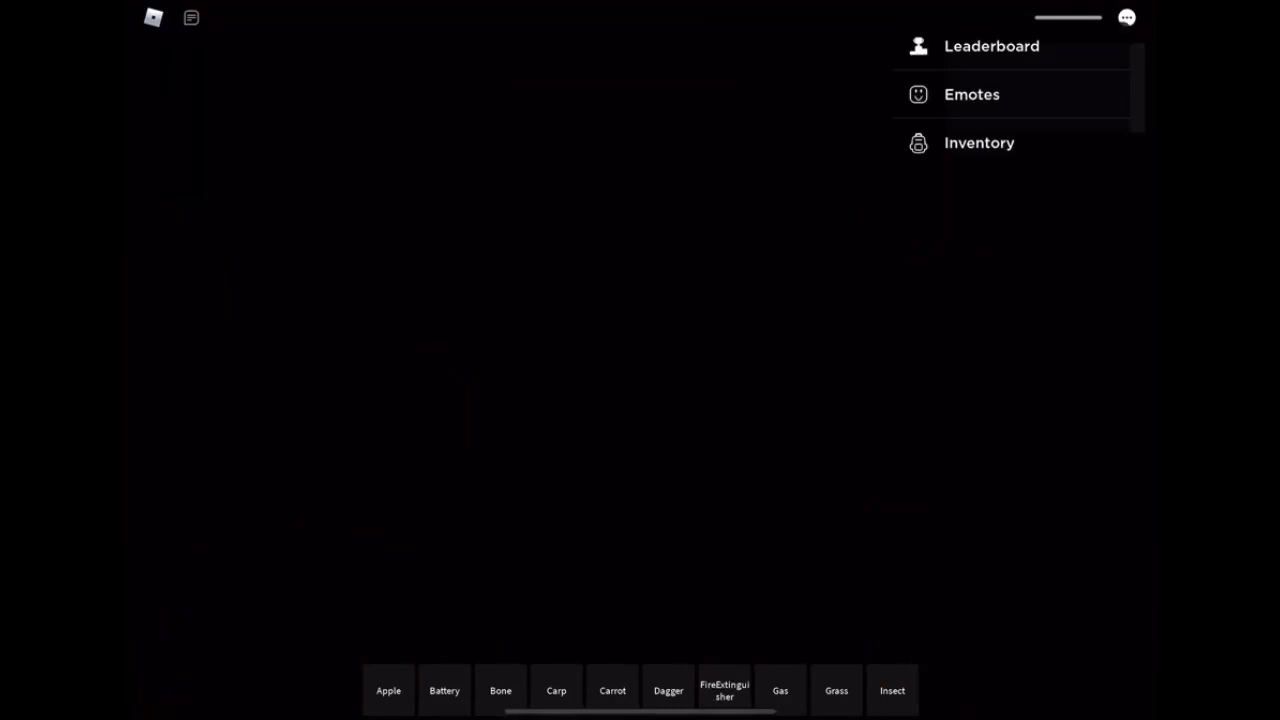 Leaderboard
Emotes
Inventory
Apple
Battery
Bone
Carp
Carrot
Dagger
FireExtingui
sher
Gas
Grass
Insect